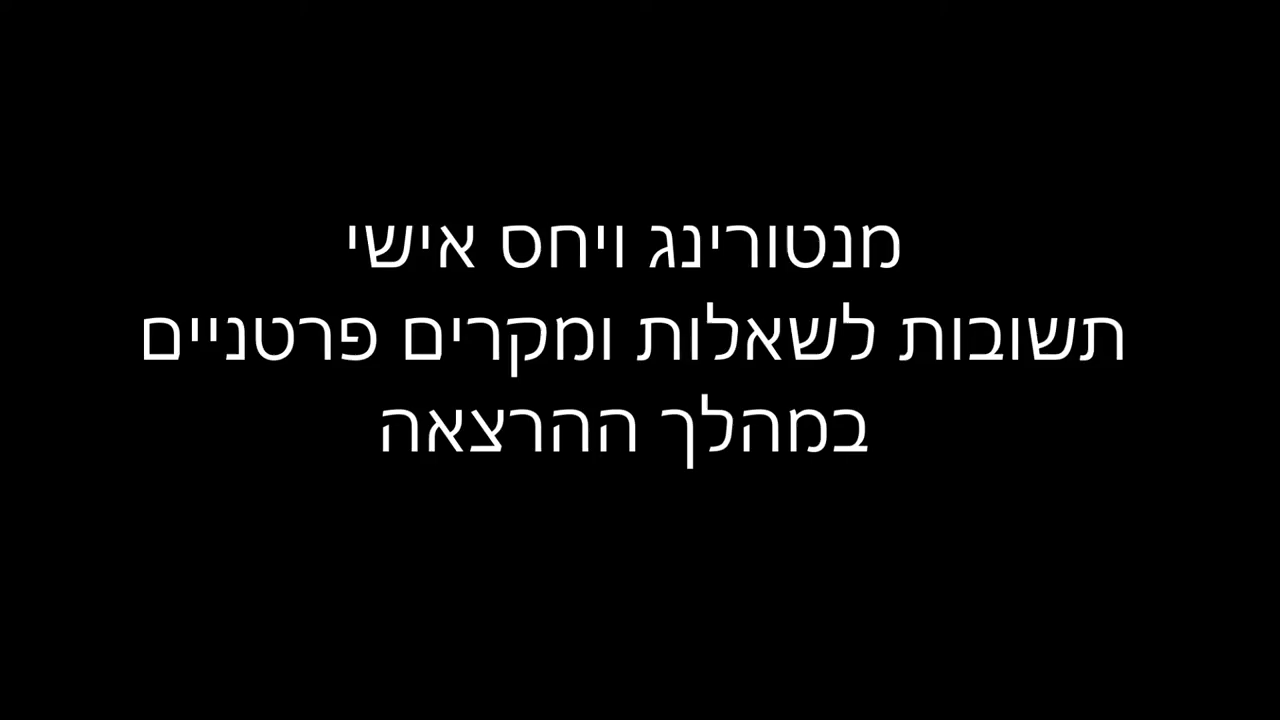 מנטורינג ויחס אישי
תשובות לשאלות ומקרים פרטניים
במהלך ההרצאה